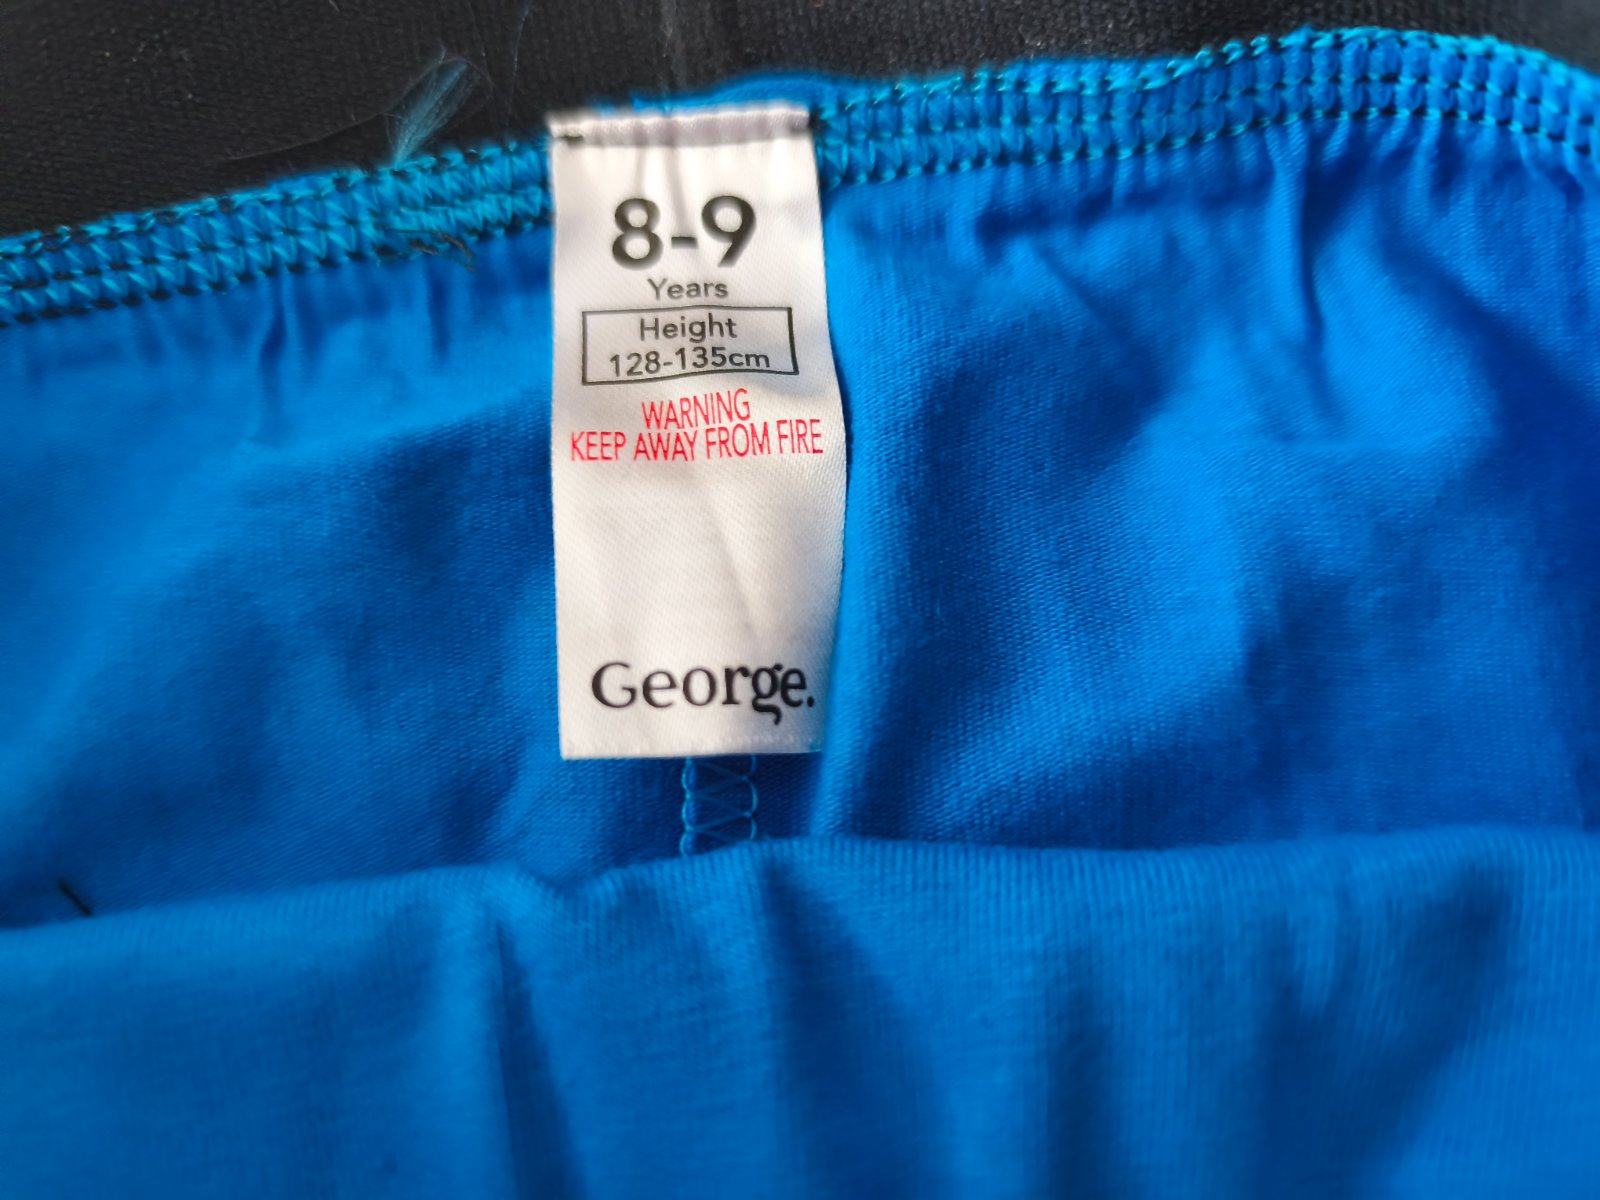 8-9
Years
Height
128-135cm
WARNING
KEEP AWAY FROM FIRE
George.